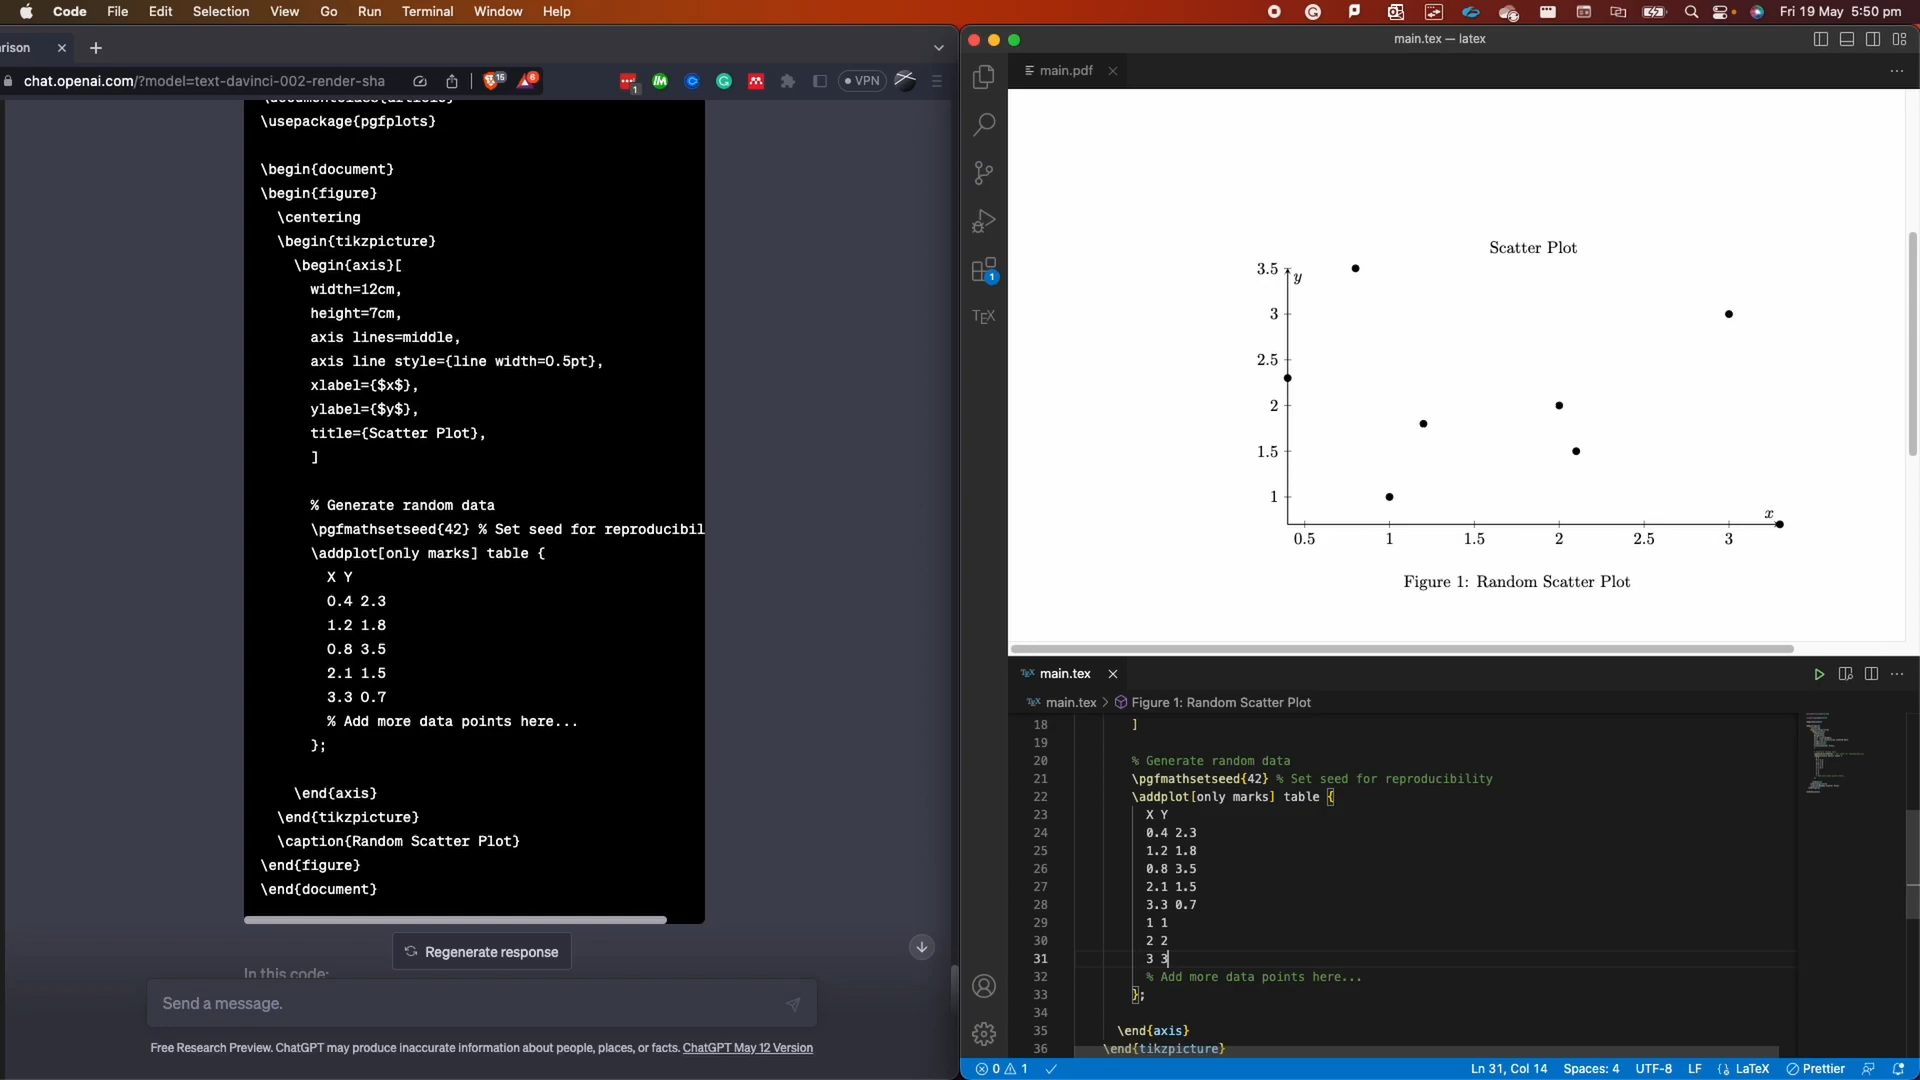 Code File Edit Selection View Go Run Terminal Window Help Fri 19 May 5:50 pm
rison
chat.openai.com/?model=text-davinci-002-render-sha 15 6 1 VPN
\usepackage{pgfplots}
\begin{document}
\begin{figure}
\centering
\begin{tikzpicture}
\begin{axis}[
width=12cm,
height=7cm,
axis lines=middle,
axis line style={line width=0.5pt},
xlabel={$x$},
ylabel={$y$},
title={Scatter Plot},
]
% Generate random data
\pgfmathsetseed{42} % Set seed for reproducibil
\addplot[only marks] table {
X Y
0.4 2.3
1.2 1.8
0.8 3.5
2.1 1.5
3.3 0.7
% Add more data points here...
};
\end{axis}
\end{tikzpicture}
\caption{Random Scatter Plot}
\end{figure}
\end{document}
Regenerate response
In this code:
Send a message.
Free Research Preview. ChatGPT may produce inaccurate information about people, places, or facts. ChatGPT May 12 Version
main.tex — latex
main.pdf
1
TEX
Scatter Plot
3.5
y
3
2.5
2
1.5
1
x
0.5 1 1.5 2 2.5 3
Figure 1: Random Scatter Plot
TEX main.tex
TEX main.tex > Figure 1: Random Scatter Plot
18 ]
19
20 % Generate random data
21 \pgfmathsetseed{42} % Set seed for reproducibility
22 \addplot[only marks] table {
23 X Y
24 0.4 2.3
25 1.2 1.8
26 0.8 3.5
27 2.1 1.5
28 3.3 0.7
29 1 1
30 2 2
31 3 3
32 % Add more data points here...
33 };
34
35 \end{axis}
36 \end{tikzpicture}
0 1 Ln 31, Col 14 Spaces: 4 UTF-8 LF {} LaTeX Prettier